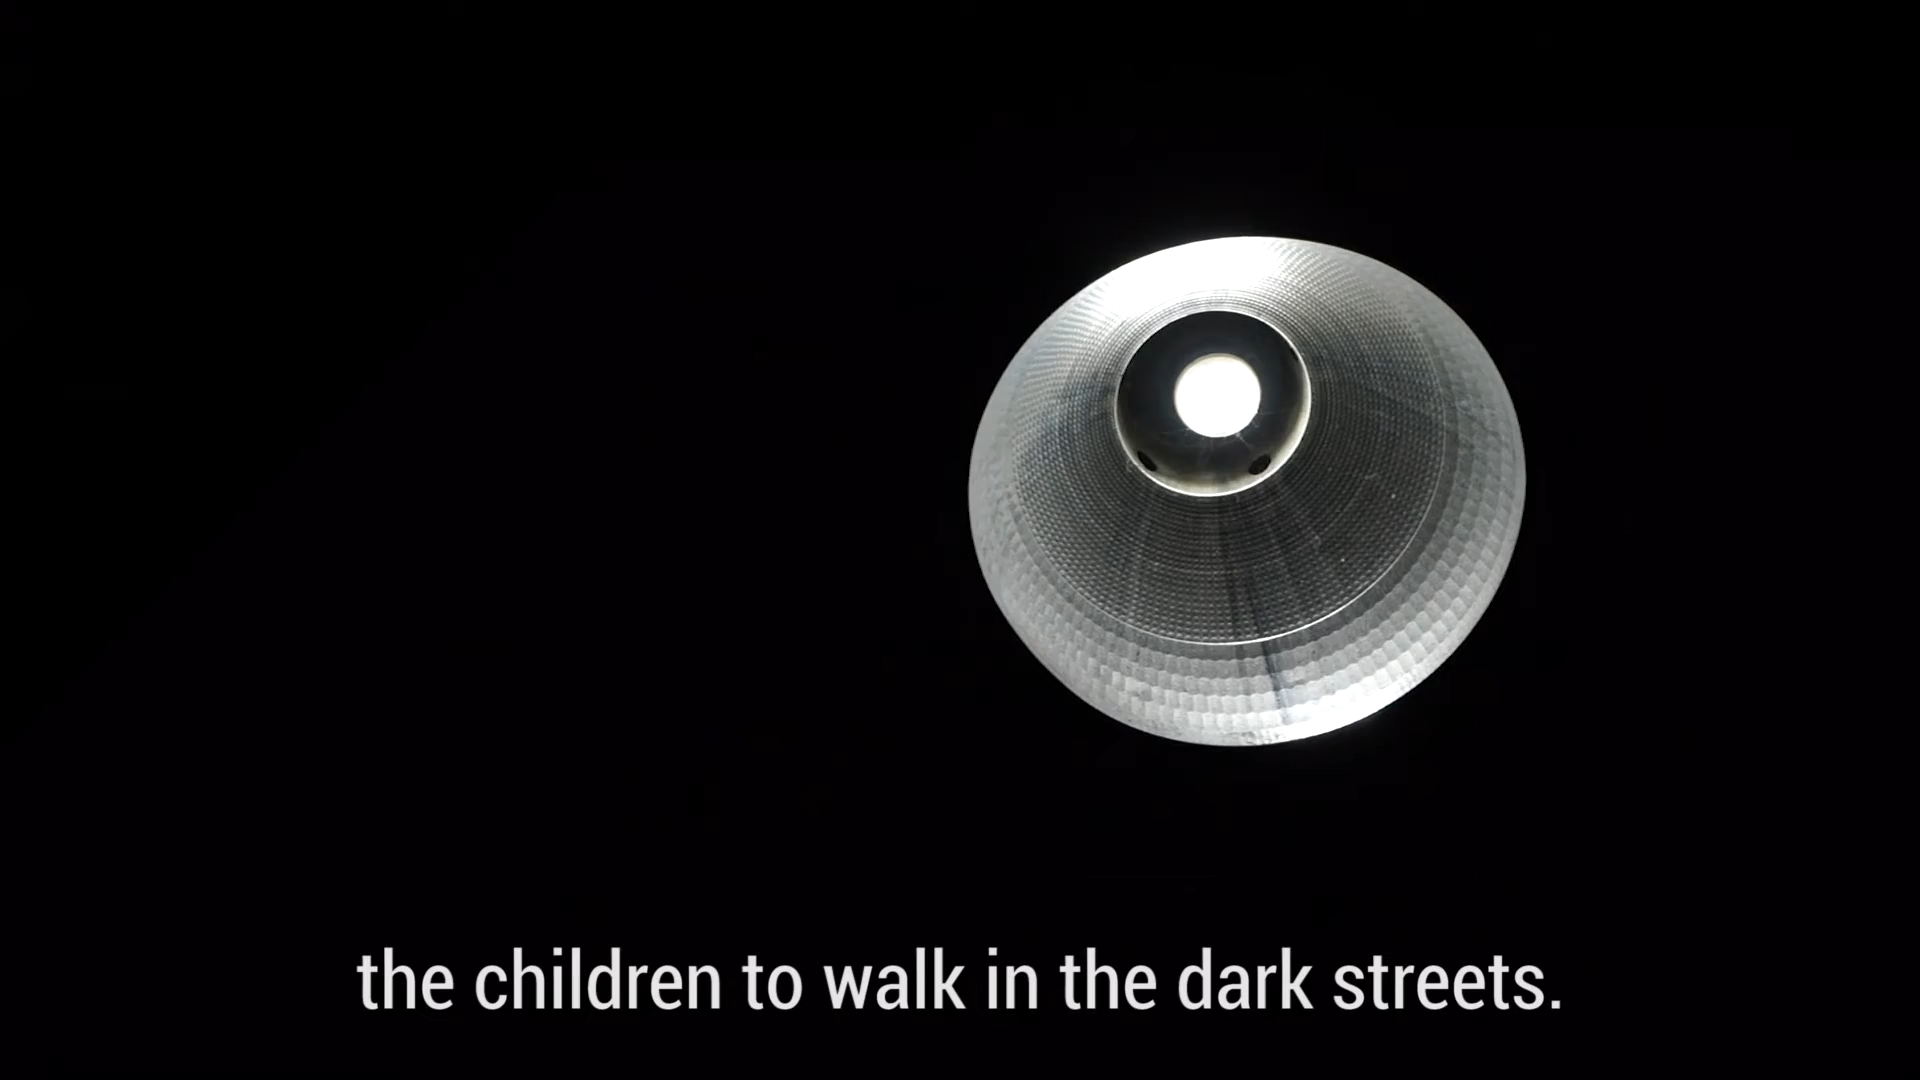 the children to walk in the dark streets.